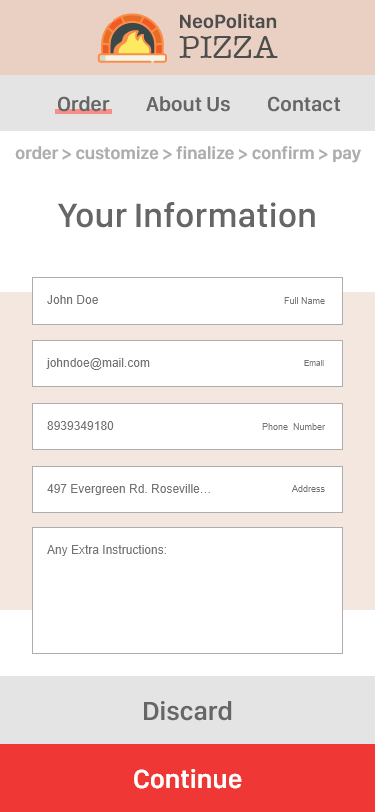 NeoPolitan
PIZZA
Order About Us Contact
order > customize > finalize > confirm > pay
Your Information
John Doe Full Name
johndoe@mail.com Email
8939349180 Phone Number
497 Evergreen Rd. Roseville... Address
Any Extra Instructions:
Discard
Continue